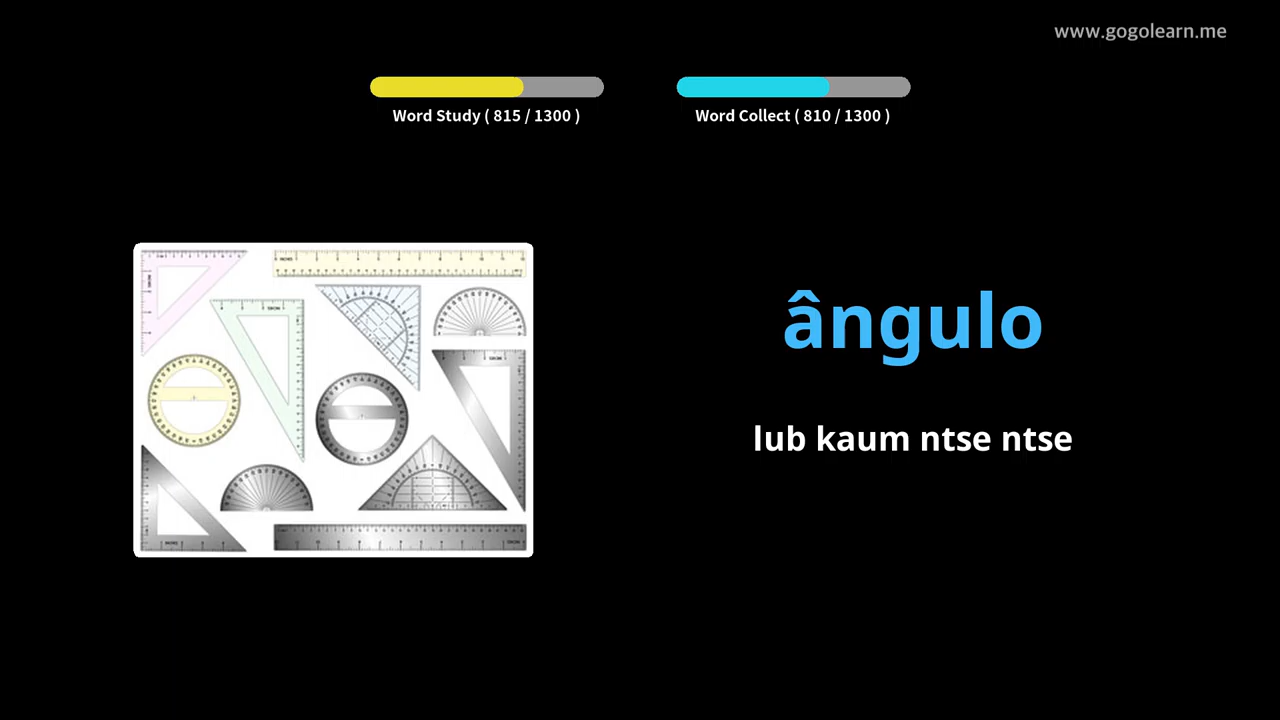 www.gogolearn.me
Word Study ( 815 / 1300 )
Word Collect ( 810 / 1300 )
ângulo
lub kaum ntse ntse